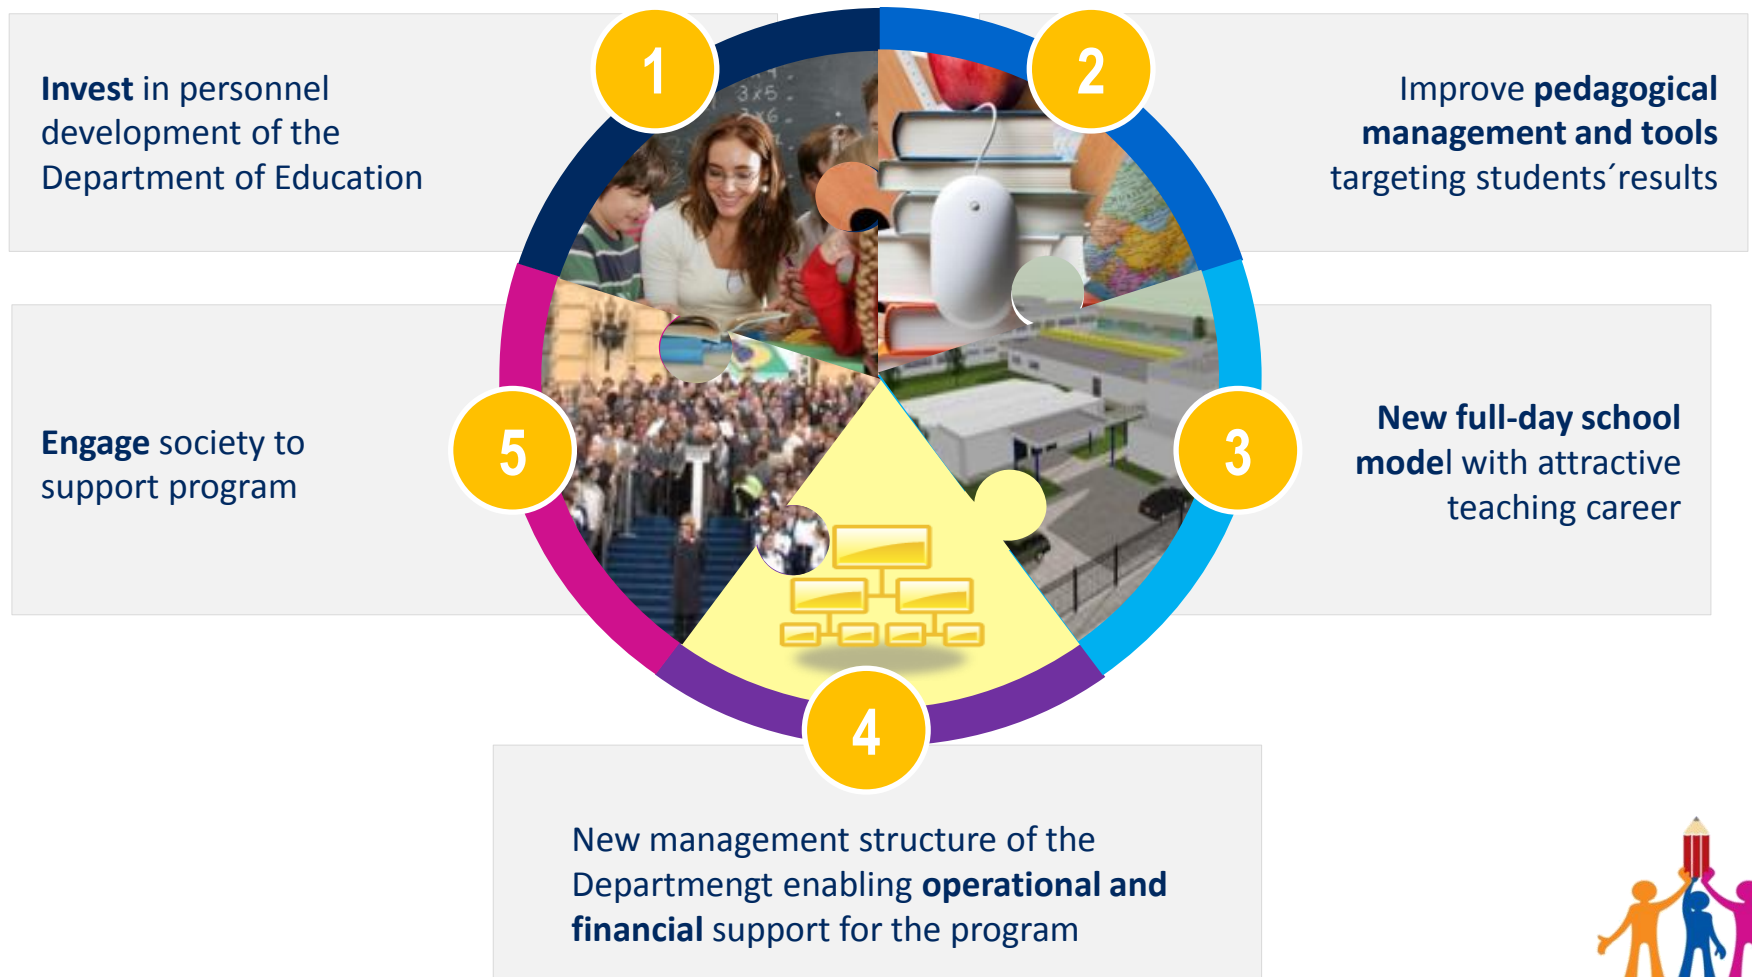 1
Invest in personnel
development of the
Department of Education
2
Improve pedagogical
management and tools
targeting students´results
3
New full-day school
model with attractive
teaching career
4
New management structure of the
Departmengt enabling operational and
financial support for the program
5
Engage society to
support program
3x5